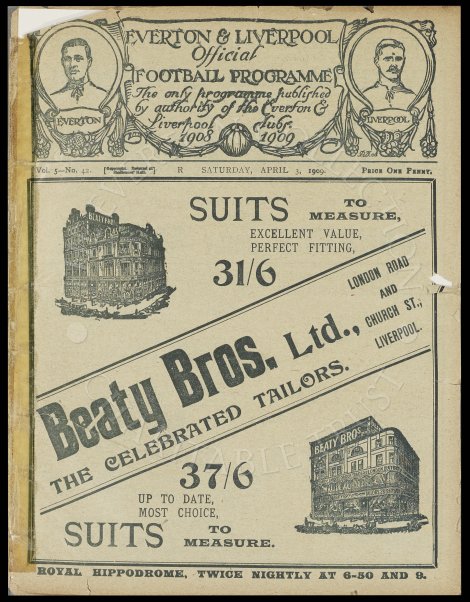 EVERTON & LIVERPOOL
Official
FOOTBALL PROGRAMME
The only programme published
by authority of the Everton &
Liverpool clubs
1908 1909
EVERTON
LIVERPOOL
Vol. 5—No. 42.
R
SATURDAY, APRIL 3, 1909.
PRICE ONE PENNY.
SUITS TO MEASURE,
EXCELLENT VALUE,
PERFECT FITTING,
31/6
BEATY BROS
LONDON ROAD
AND
CHURCH ST.,
LIVERPOOL.
Beaty Bros. Ltd.,
THE CELEBRATED TAILORS.
37/6
UP TO DATE,
MOST CHOICE,
SUITS TO MEASURE.
BEATY BROS
ROYAL HIPPODROME, TWICE NIGHTLY AT 6-50 AND 9.